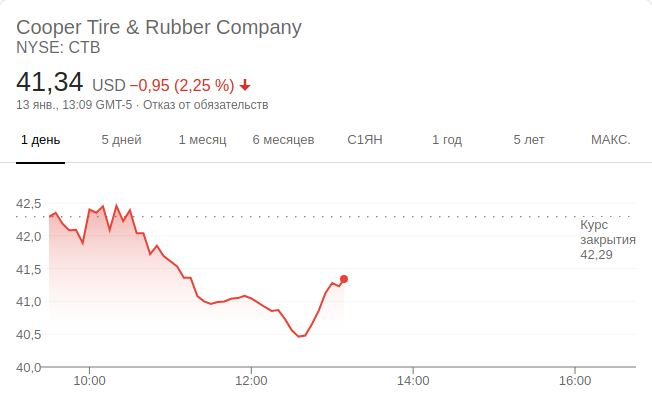 Cooper Tire & Rubber Company
NYSE: CTB
41,34 USD −0,95 (2,25 %)
13 янв., 13:09 GMT-5 · Отказ от обязательств
1 день 5 дней 1 месяц 6 месяцев С1ЯН 1 год 5 лет МАКС.
42,5
42,0
41,5
41,0
40,5
40,0
Курс
закрытия
42,29
10:00 12:00 14:00 16:00